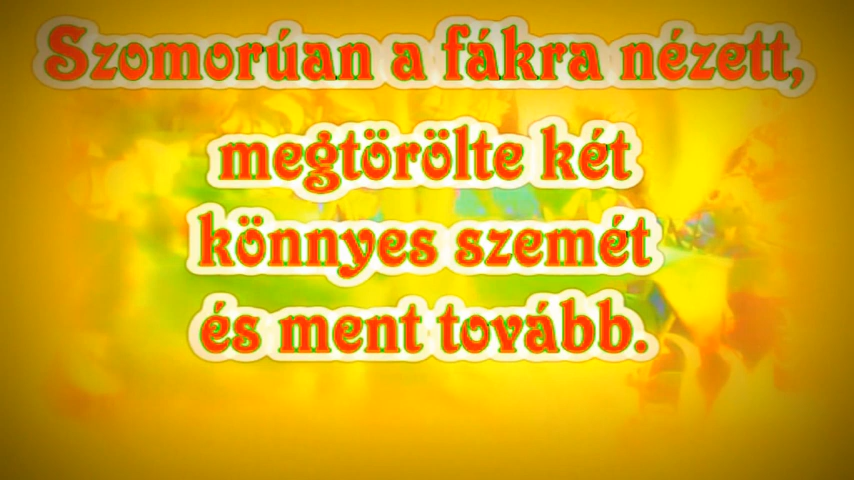 Szomorúan a fákra nézett,
megtörölte két
könnyes szemét
és ment tovább.